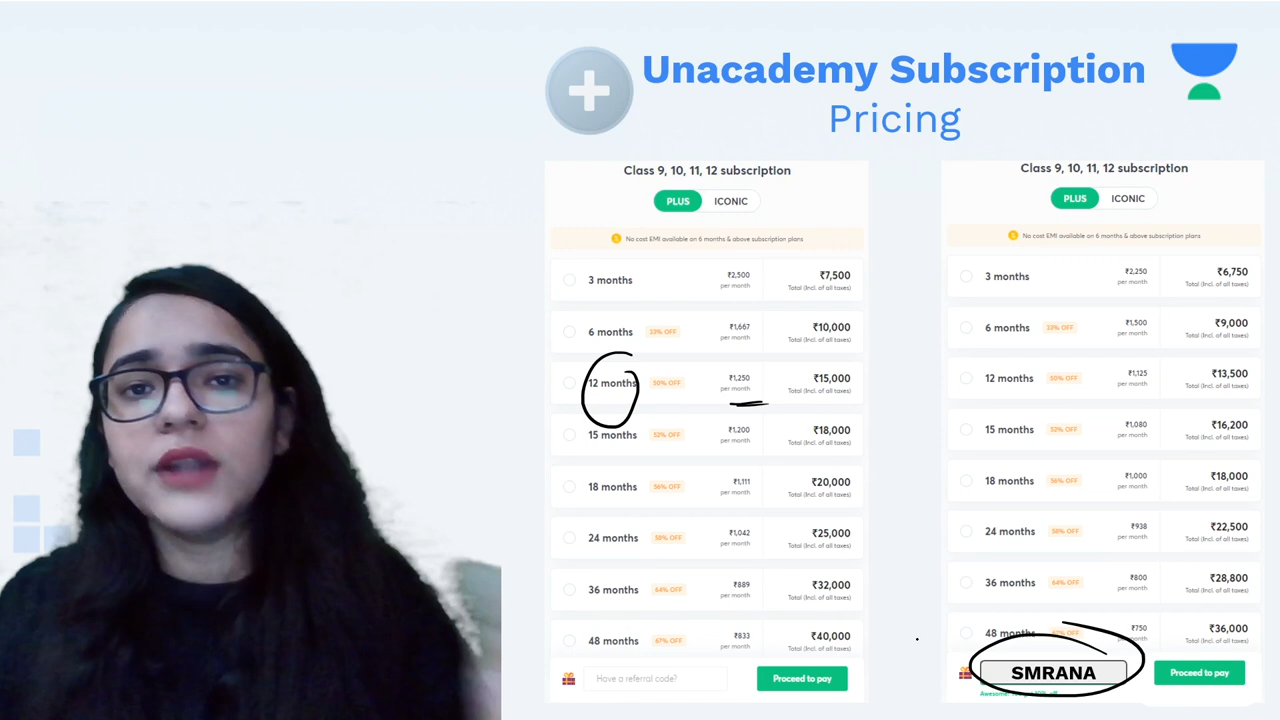 Unacademy Subscription
Pricing
Class 9, 10, 11, 12 subscription
PLUS ICONIC
No cost EMI available on 6 months & above subscription plans
3 months ₹2,500 per month ₹7,500 Total (Incl. of all taxes)
6 months 33% OFF ₹1,667 per month ₹10,000 Total (Incl. of all taxes)
12 months 50% OFF ₹1,250 per month ₹15,000 Total (Incl. of all taxes)
15 months 52% OFF ₹1,200 per month ₹18,000 Total (Incl. of all taxes)
18 months 56% OFF ₹1,111 per month ₹20,000 Total (Incl. of all taxes)
24 months 58% OFF ₹1,042 per month ₹25,000 Total (Incl. of all taxes)
36 months 64% OFF ₹889 per month ₹32,000 Total (Incl. of all taxes)
48 months 67% OFF ₹833 per month ₹40,000 Total (Incl. of all taxes)
Have a referral code? Proceed to pay
Class 9, 10, 11, 12 subscription
PLUS ICONIC
No cost EMI available on 6 months & above subscription plans
3 months ₹2,250 per month ₹6,750 Total (Incl. of all taxes)
6 months 33% OFF ₹1,500 per month ₹9,000 Total (Incl. of all taxes)
12 months 50% OFF ₹1,125 per month ₹13,500 Total (Incl. of all taxes)
15 months 52% OFF ₹1,080 per month ₹16,200 Total (Incl. of all taxes)
18 months 56% OFF ₹1,000 per month ₹18,000 Total (Incl. of all taxes)
24 months 58% OFF ₹938 per month ₹22,500 Total (Incl. of all taxes)
36 months 64% OFF ₹800 per month ₹28,800 Total (Incl. of all taxes)
48 months 67% OFF ₹750 per month ₹36,000 Total (Incl. of all taxes)
SMRANA Proceed to pay
Awesome! off